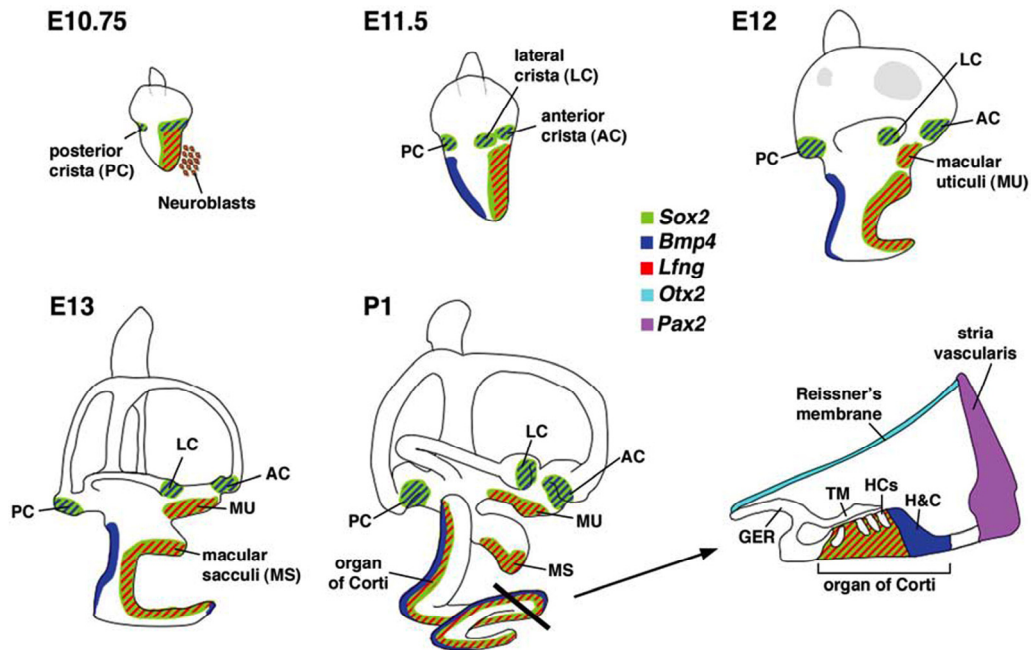 E10.75
posterior
crista (PC)
Neuroblasts
E11.5
lateral
crista (LC)
anterior
crista (AC)
PC
E12
LC
AC
PC
macular
uticuli (MU)
Sox2
Bmp4
Lfng
Otx2
Pax2
E13
LC
AC
PC
MU
macular
sacculi (MS)
P1
LC
AC
PC
MU
organ
of Corti
MS
stria
vascularis
Reissner's
membrane
TM
HCs
H&C
GER
organ of Corti